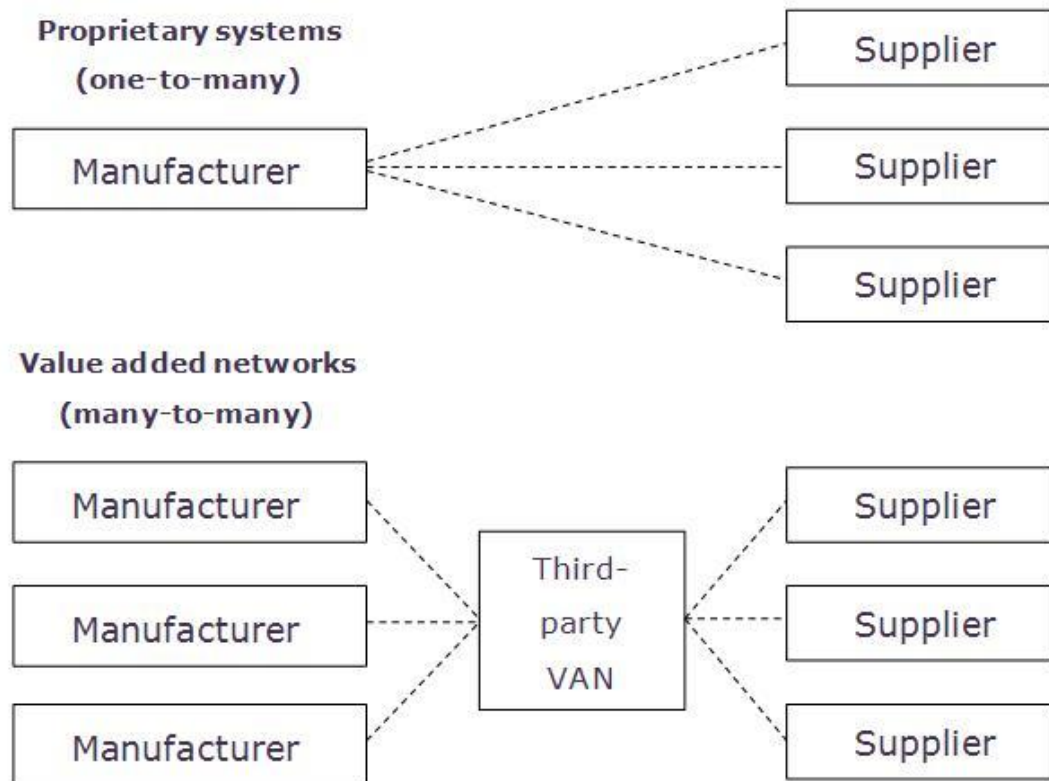 Proprietary systems
(one-to-many)
Manufacturer
Supplier
Supplier
Supplier
Value added networks
(many-to-many)
Manufacturer
Manufacturer
Manufacturer
Third-
party
VAN
Supplier
Supplier
Supplier